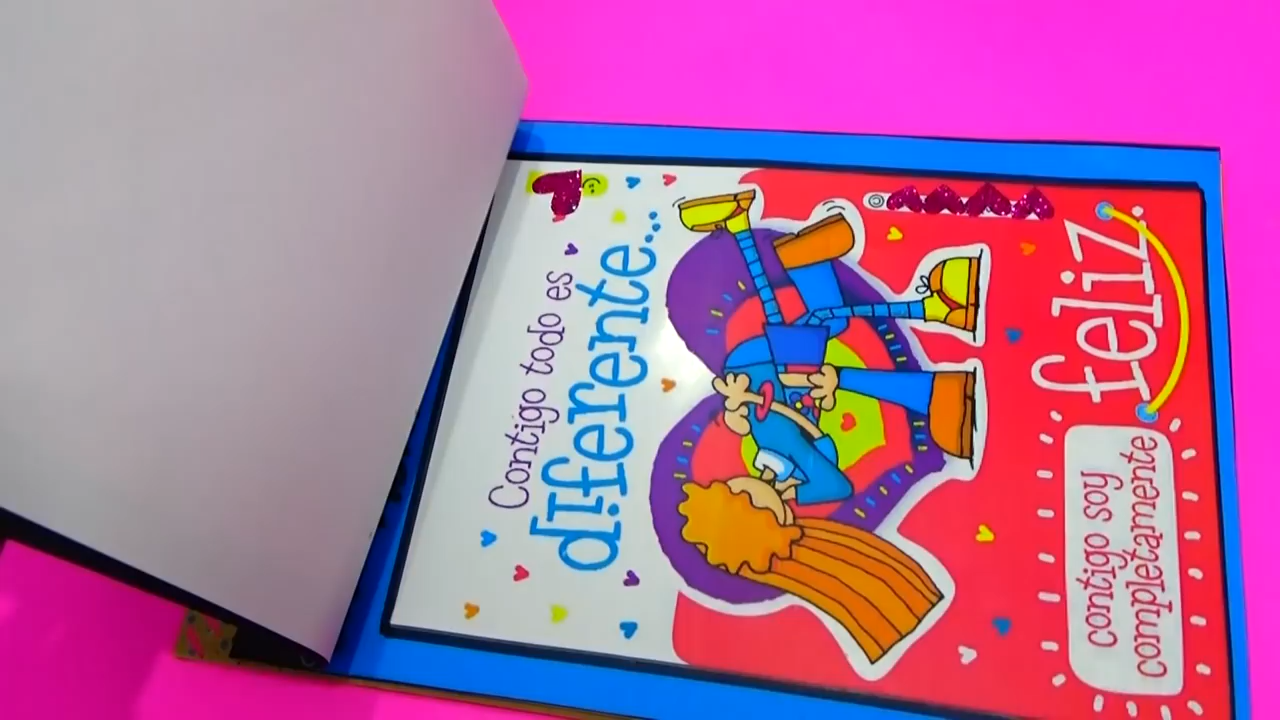 Contigo todo es
diferente...
contigo soy
completamente
feliz.